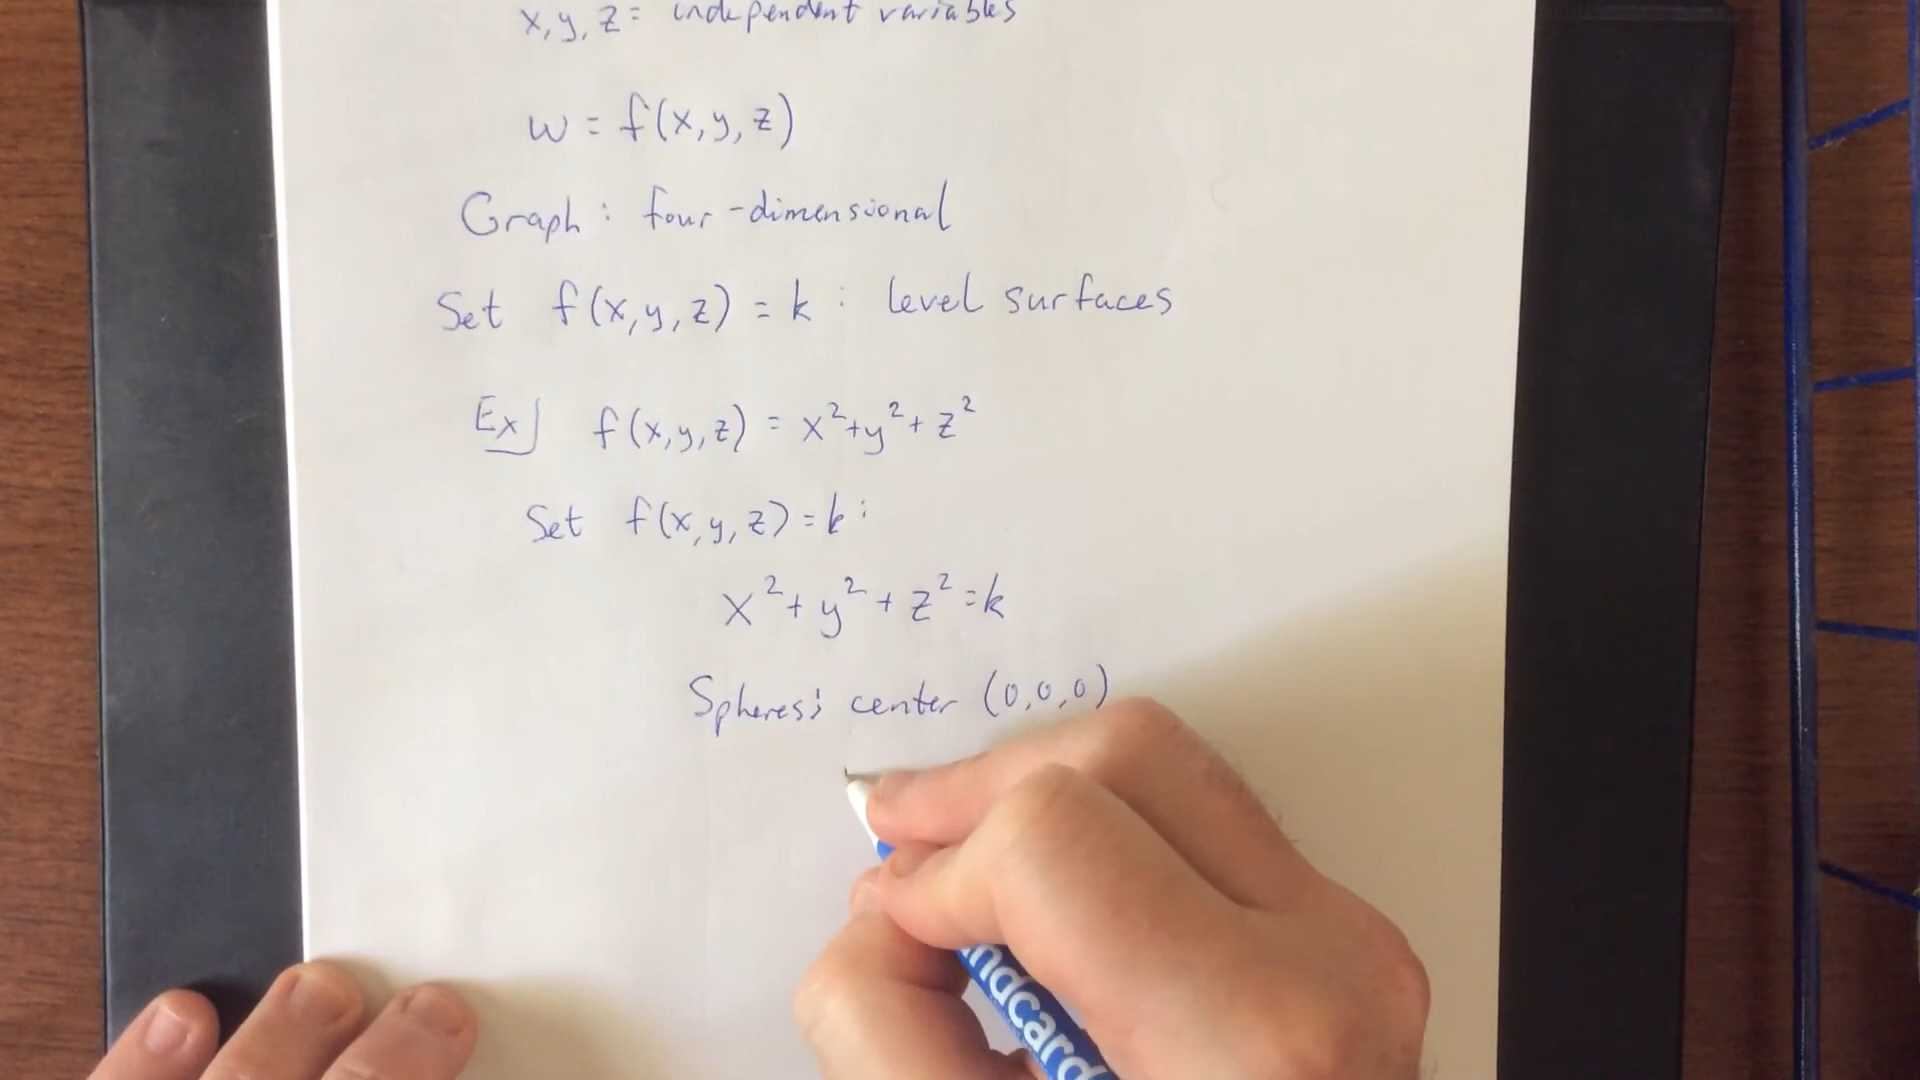 x, y, z = independent variables
w = f(x, y, z)
Graph : four-dimensional
Set f(x, y, z) = k : level surfaces
Ex] f(x, y, z) = x²+y²+z²
Set f(x, y, z) = k :
x²+y²+z²=k
Spheres; center (0,0,0)
ndcard